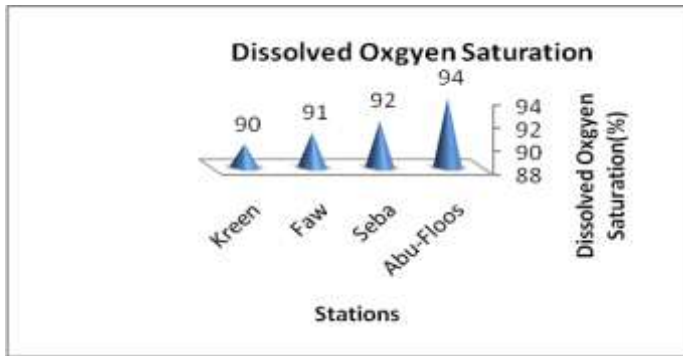 Dissolved Oxgyen Saturation
90
91
92
94
94
92
90
88
Dissolved Oxgyen
Saturation(%)
Kreen
Faw
Seba
Abu-Floos
Stations